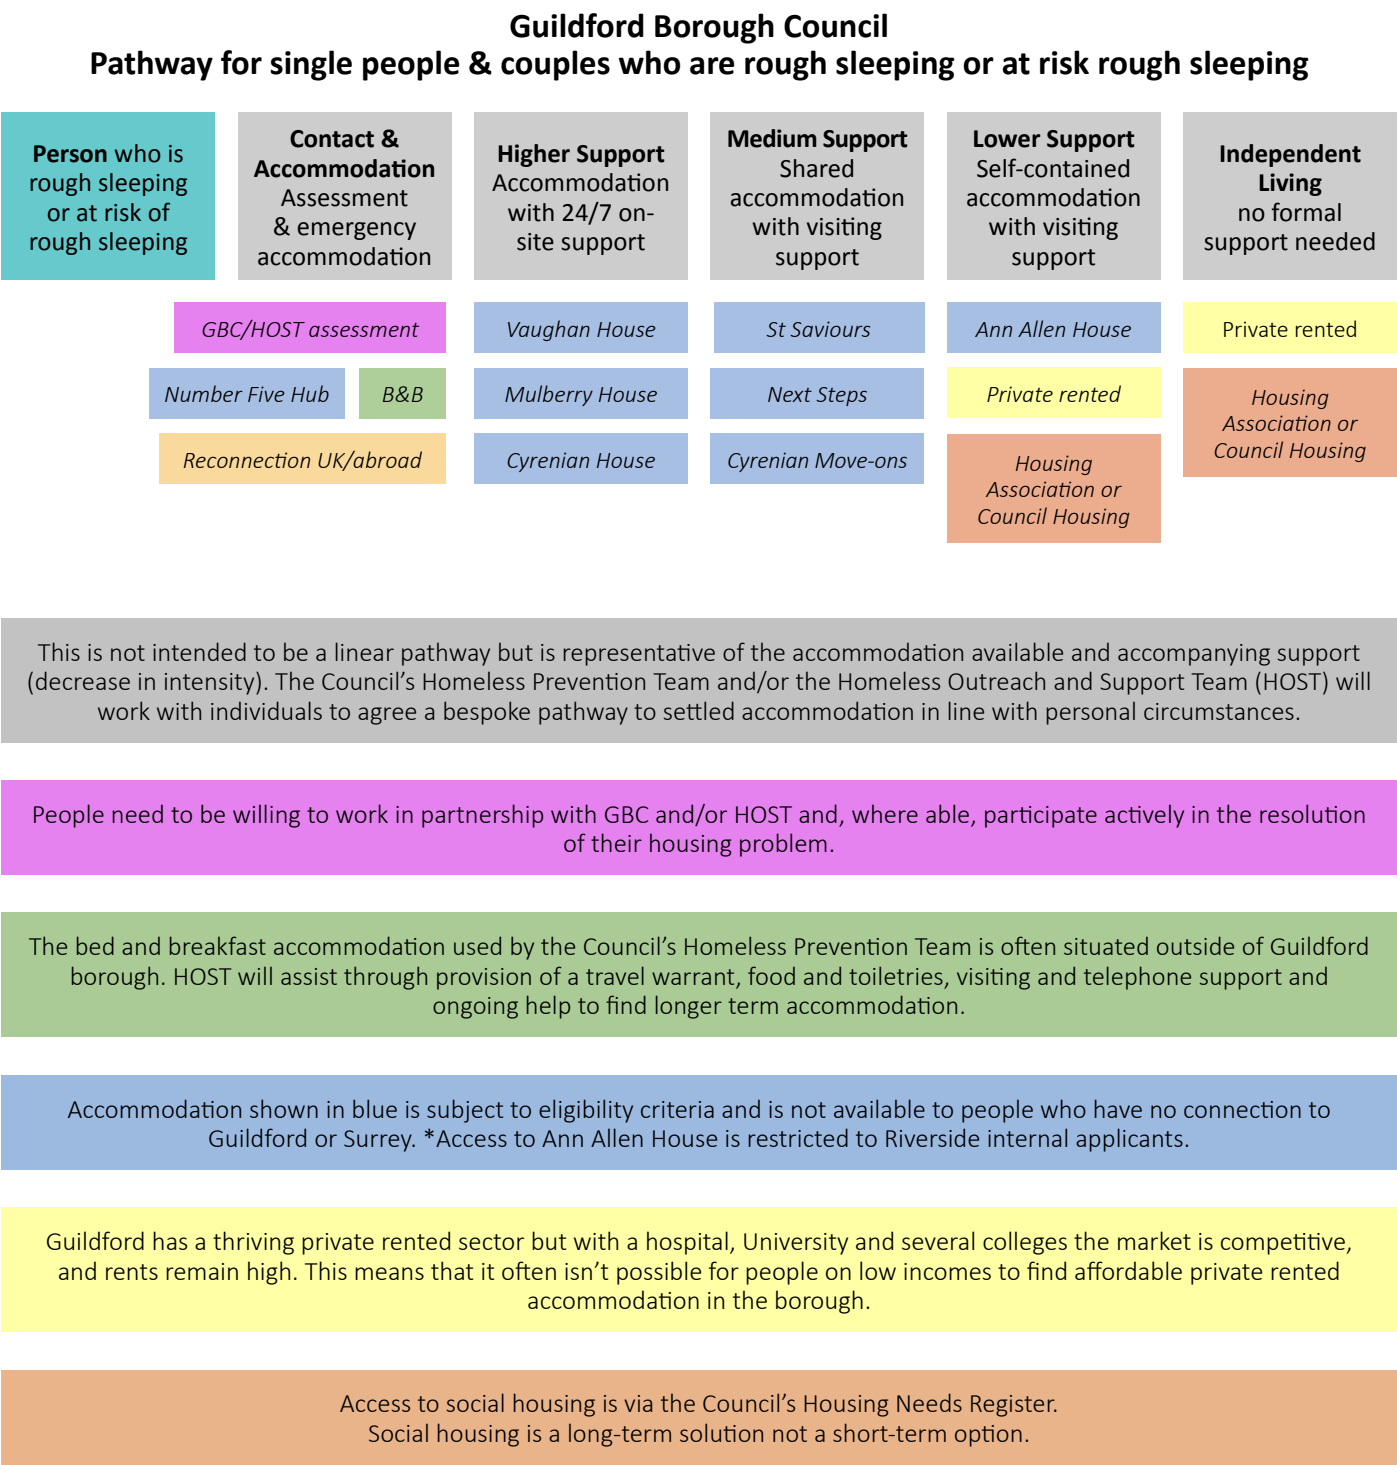 Guildford Borough Council
Pathway for single people & couples who are rough sleeping or at risk rough sleeping
Person who is
rough sleeping
or at risk of
rough sleeping
Contact &
Accommodation
Assessment
& emergency
accommodation
Higher Support
Accommodation
with 24/7 on-
site support
Medium Support
Shared
accommodation
with visiting
support
Lower Support
Self-contained
accommodation
with visiting
support
Independent
Living
no formal
support needed
GBC/HOST assessment
Number Five Hub
B&B
Reconnection UK/abroad
Vaughan House
Mulberry House
Cyrenian House
St Saviours
Next Steps
Cyrenian Move-ons
Ann Allen House
Private rented
Housing
Association or
Council Housing
Private rented
Housing
Association or
Council Housing
This is not intended to be a linear pathway but is representative of the accommodation available and accompanying support
(decrease in intensity). The Council’s Homeless Prevention Team and/or the Homeless Outreach and Support Team (HOST) will
work with individuals to agree a bespoke pathway to settled accommodation in line with personal circumstances.
People need to be willing to work in partnership with GBC and/or HOST and, where able, participate actively in the resolution
of their housing problem.
The bed and breakfast accommodation used by the Council’s Homeless Prevention Team is often situated outside of Guildford
borough. HOST will assist through provision of a travel warrant, food and toiletries, visiting and telephone support and
ongoing help to find longer term accommodation.
Accommodation shown in blue is subject to eligibility criteria and is not available to people who have no connection to
Guildford or Surrey. *Access to Ann Allen House is restricted to Riverside internal applicants.
Guildford has a thriving private rented sector but with a hospital, University and several colleges the market is competitive,
and rents remain high. This means that it often isn’t possible for people on low incomes to find affordable private rented
accommodation in the borough.
Access to social housing is via the Council’s Housing Needs Register.
Social housing is a long-term solution not a short-term option.